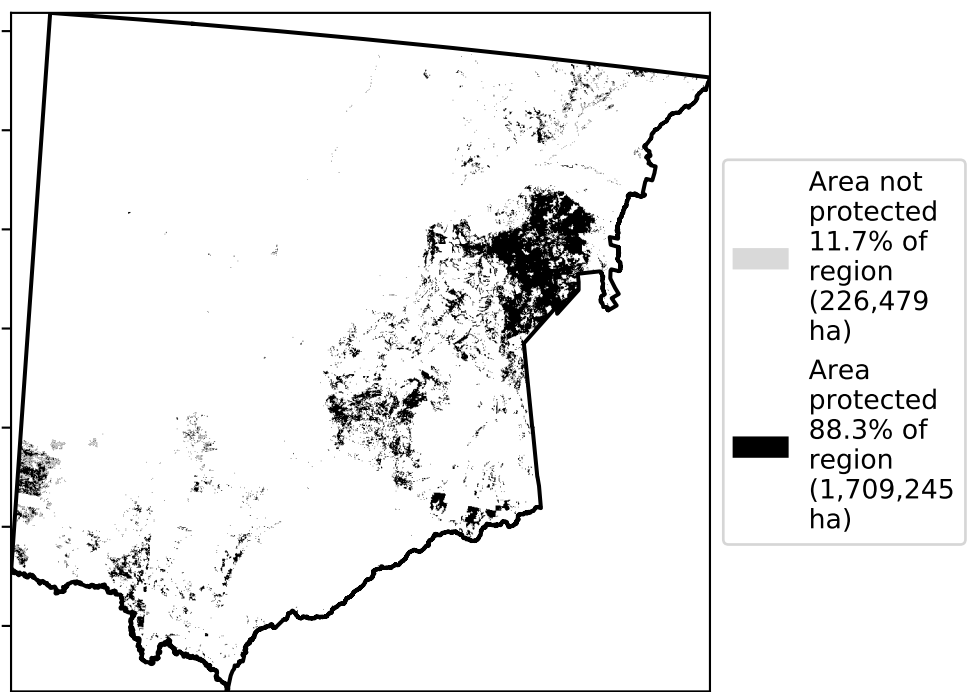 Area not
protected
11.7% of
region
(226,479
ha)
Area
protected
88.3% of
region
(1,709,245
ha)